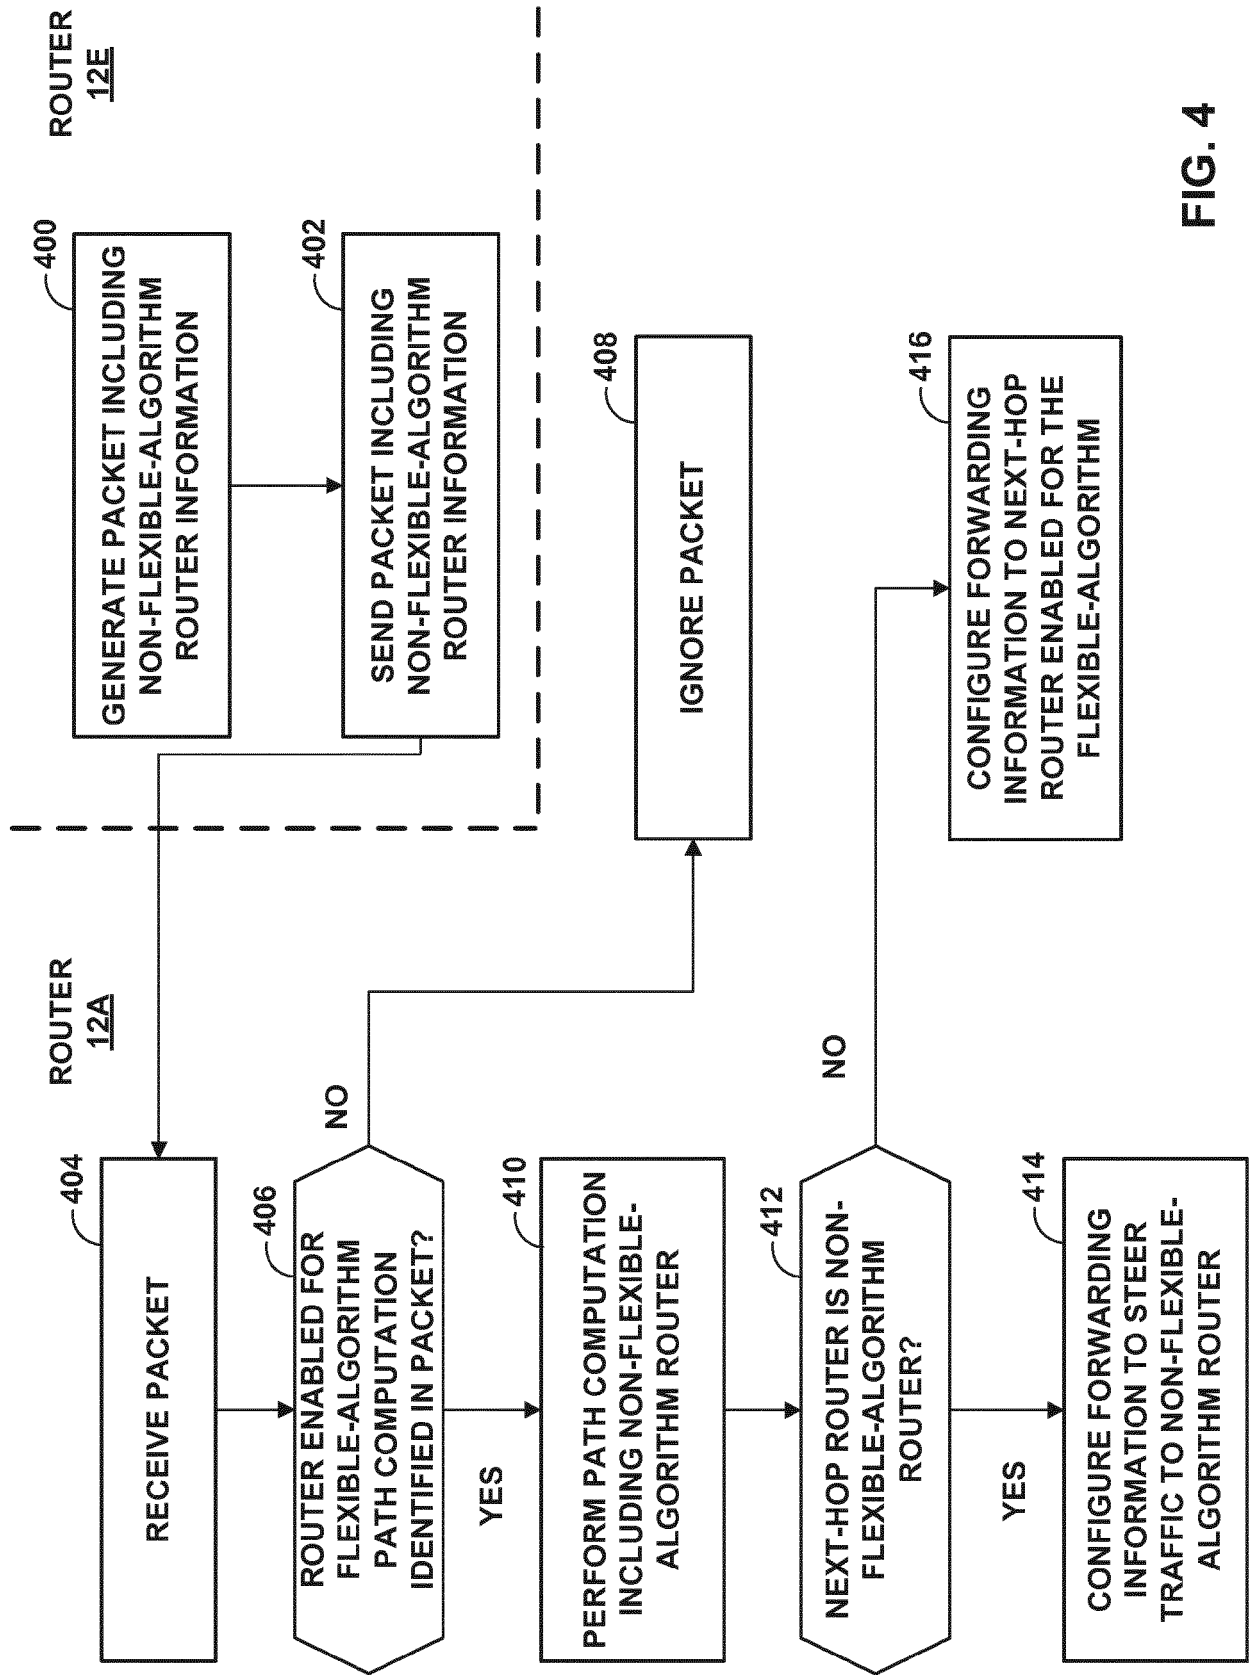 ROUTER
12A
ROUTER
12E
400
GENERATE PACKET INCLUDING
NON-FLEXIBLE-ALGORITHM
ROUTER INFORMATION
402
SEND PACKET INCLUDING
NON-FLEXIBLE-ALGORITHM
ROUTER INFORMATION
404
RECEIVE PACKET
406
ROUTER ENABLED FOR
FLEXIBLE-ALGORITHM
PATH COMPUTATION
IDENTIFIED IN PACKET?
NO
408
IGNORE PACKET
YES
410
PERFORM PATH COMPUTATION
INCLUDING NON-FLEXIBLE-
ALGORITHM ROUTER
412
NEXT-HOP ROUTER IS NON-
FLEXIBLE-ALGORITHM
ROUTER?
NO
416
CONFIGURE FORWARDING
INFORMATION TO NEXT-HOP
ROUTER ENABLED FOR THE
FLEXIBLE-ALGORITHM
YES
414
CONFIGURE FORWARDING
INFORMATION TO STEER
TRAFFIC TO NON-FLEXIBLE-
ALGORITHM ROUTER
FIG. 4